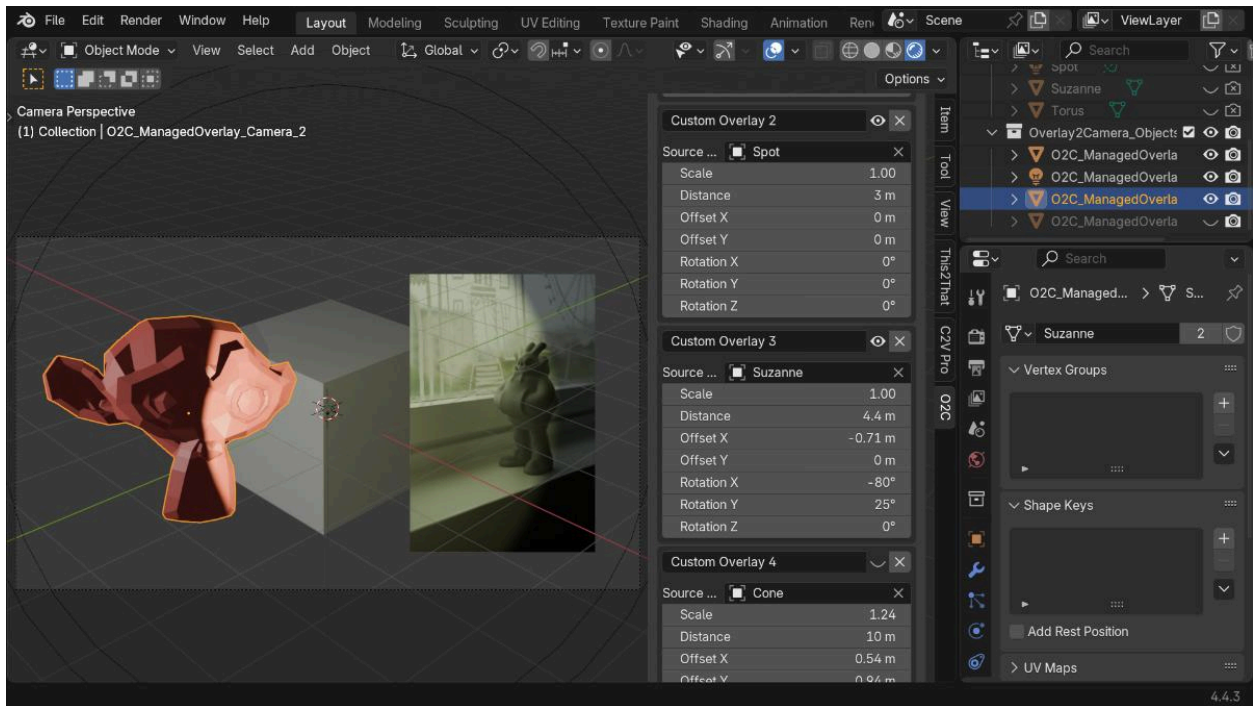 File Edit Render Window Help Layout Modeling Sculpting UV Editing Texture Paint Shading Animation Ren Scene ViewLayer
Object Mode View Select Add Object Global Search
Options
Camera Perspective
(1) Collection | O2C_ManagedOverlay_Camera_2
Custom Overlay 2
Source ... Spot
Scale 1.00
Distance 3 m
Offset X 0 m
Offset Y 0 m
Rotation X 0°
Rotation Y 0°
Rotation Z 0°
Custom Overlay 3
Source ... Suzanne
Scale 1.00
Distance 4.4 m
Offset X -0.71 m
Offset Y 0 m
Rotation X -80°
Rotation Y 25°
Rotation Z 0°
Custom Overlay 4
Source ... Cone
Scale 1.24
Distance 10 m
Offset X 0.54 m
Offset Y 0.94 m
Item
Tool
View
This2That
C2V Pro
O2C
Spot
Suzanne
Torus
Overlay2Camera_Objects
O2C_ManagedOverla
O2C_ManagedOverla
O2C_ManagedOverla
O2C_ManagedOverla
Search
O2C_Managed... > S...
Suzanne 2
Vertex Groups
Shape Keys
Add Rest Position
UV Maps
4.4.3